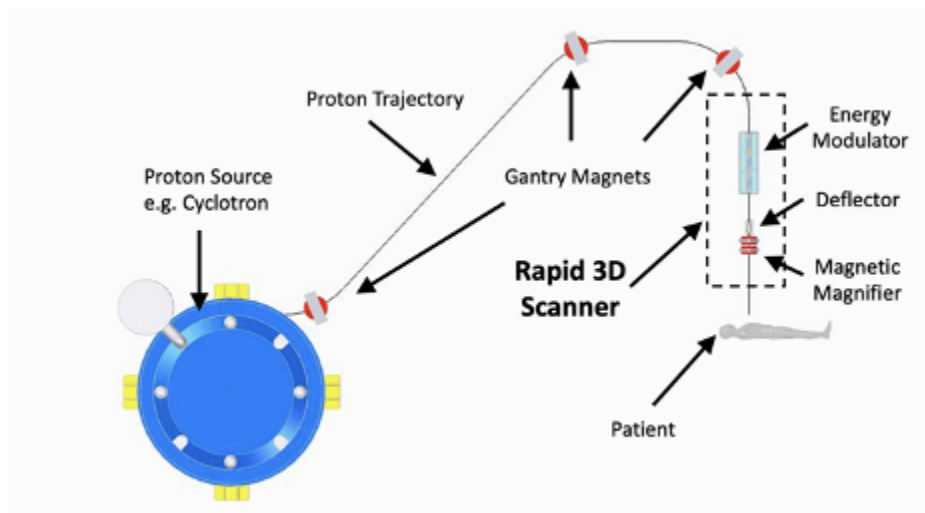 Proton Trajectory
Energy
Modulator
Proton Source
e.g. Cyclotron
Gantry Magnets
Deflector
Rapid 3D
Scanner
Magnetic
Magnifier
Patient